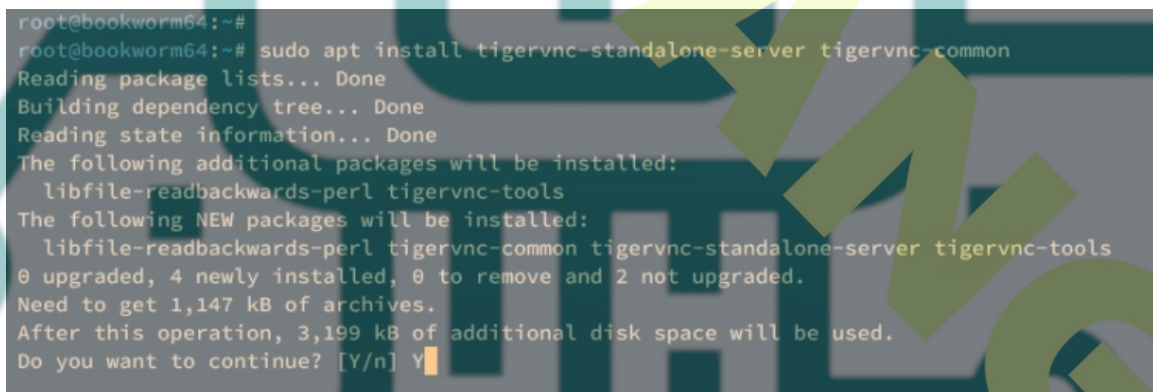 root@bookworm64:~#
root@bookworm64:~# sudo apt install tigervnc-standalone-server tigervnc-common
Reading package lists... Done
Building dependency tree... Done
Reading state information... Done
The following additional packages will be installed:
  libfile-readbackwards-perl tigervnc-tools
The following NEW packages will be installed:
  libfile-readbackwards-perl tigervnc-common tigervnc-standalone-server tigervnc-tools
0 upgraded, 4 newly installed, 0 to remove and 2 not upgraded.
Need to get 1,147 kB of archives.
After this operation, 3,199 kB of additional disk space will be used.
Do you want to continue? [Y/n] Y